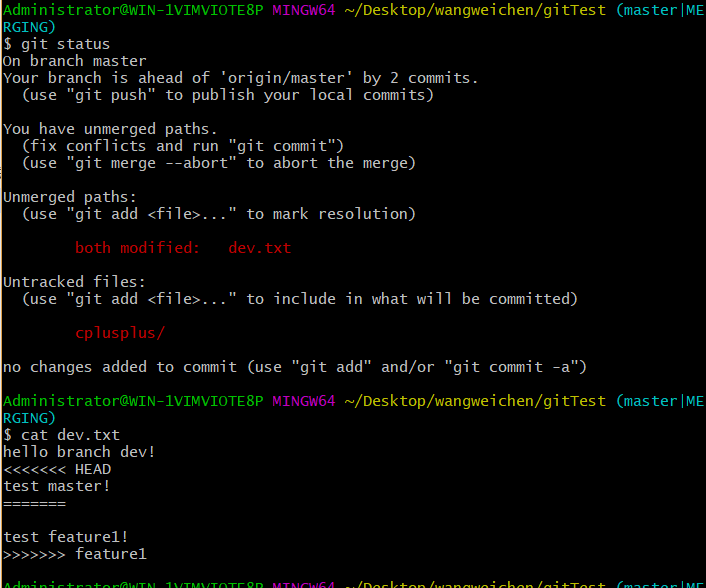 Administrator@WIN-1VIMVIOTE8P MINGW64 ~/Desktop/wangweichen/gitTest (master|ME
RGING)
$ git status
On branch master
Your branch is ahead of 'origin/master' by 2 commits.
  (use "git push" to publish your local commits)

You have unmerged paths.
  (fix conflicts and run "git commit")
  (use "git merge --abort" to abort the merge)

Unmerged paths:
  (use "git add <file>..." to mark resolution)

        both modified:   dev.txt

Untracked files:
  (use "git add <file>..." to include in what will be committed)

        cplusplus/

no changes added to commit (use "git add" and/or "git commit -a")

Administrator@WIN-1VIMVIOTE8P MINGW64 ~/Desktop/wangweichen/gitTest (master|ME
RGING)
$ cat dev.txt
hello branch dev!
<<<<<<< HEAD
test master!
=======

test feature1!
>>>>>>> feature1

Administrator@WIN-1VIMVIOTE8P MINGW64 ~/Desktop/wangweichen/gitTest (master|ME